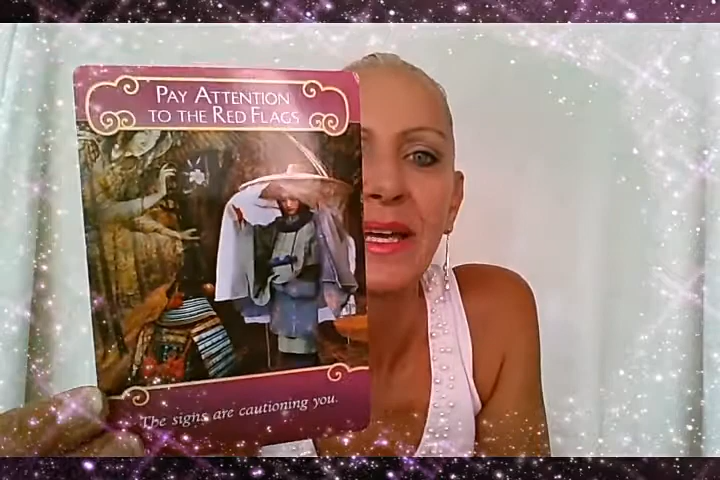 PAY ATTENTION
TO THE RED FLAGS
The signs are cautioning you.